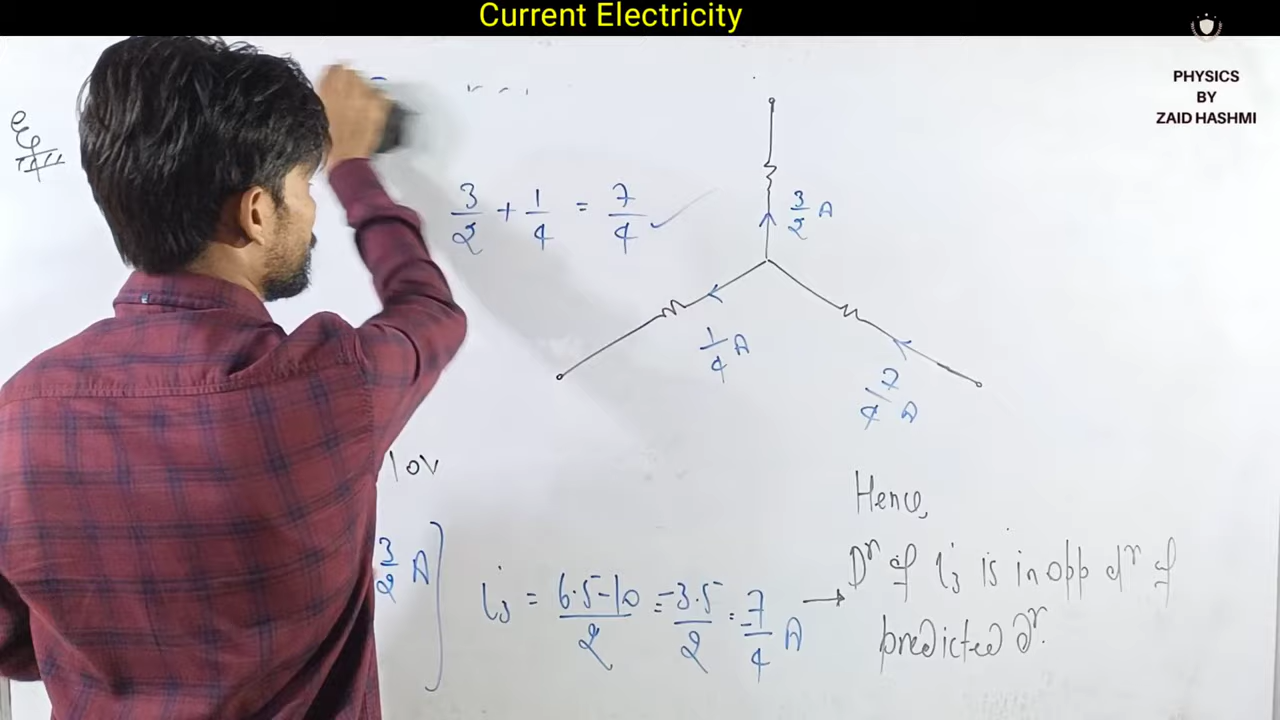 Current Electricity
PHYSICS
BY
ZAID HASHMI
eg
3/2 + 1/4 = 7/4 ✓
3/2 A
1/4 A
7/4 A
10V
3/2 A ]
i₃ = (6.5-10)/2 = -3.5/2 = -7/4 A →
Hence,
Dʳ of i₃ is in opp dʳ of
predicted dʳ.